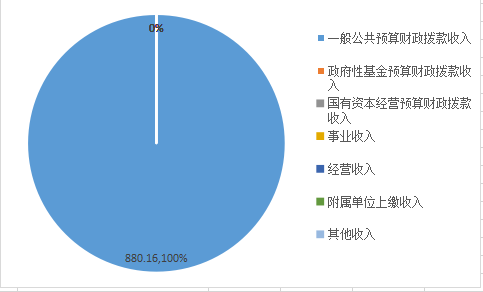 0%
880.16,100%
一般公共预算财政拨款收入
政府性基金预算财政拨款收
入
国有资本经营预算财政拨款
收入
事业收入
经营收入
附属单位上缴收入
其他收入